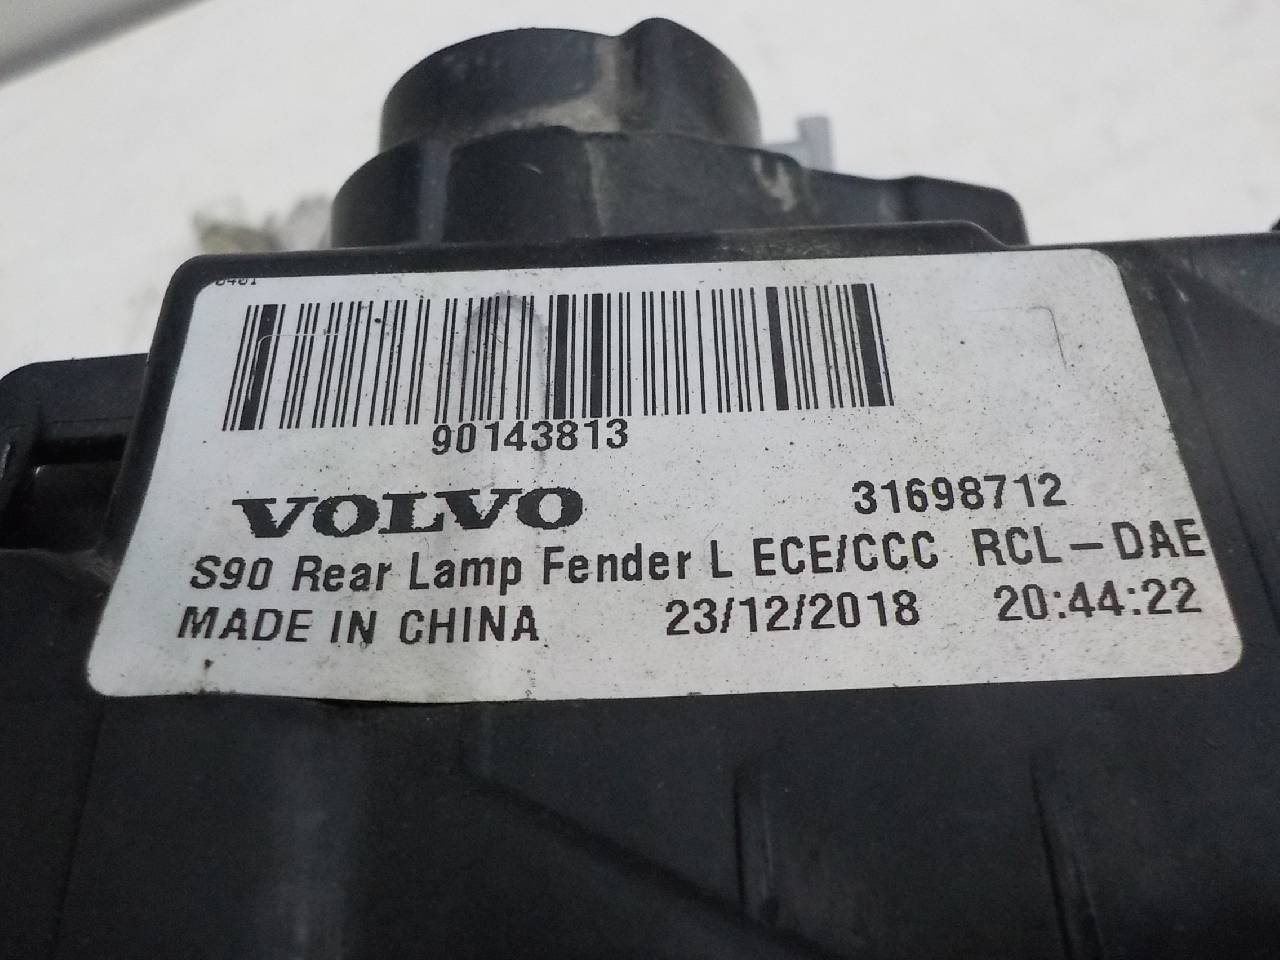 90143813
VOLVO 31698712
S90 Rear Lamp Fender L ECE/CCC RCL-DAE
MADE IN CHINA 23/12/2018 20:44:22